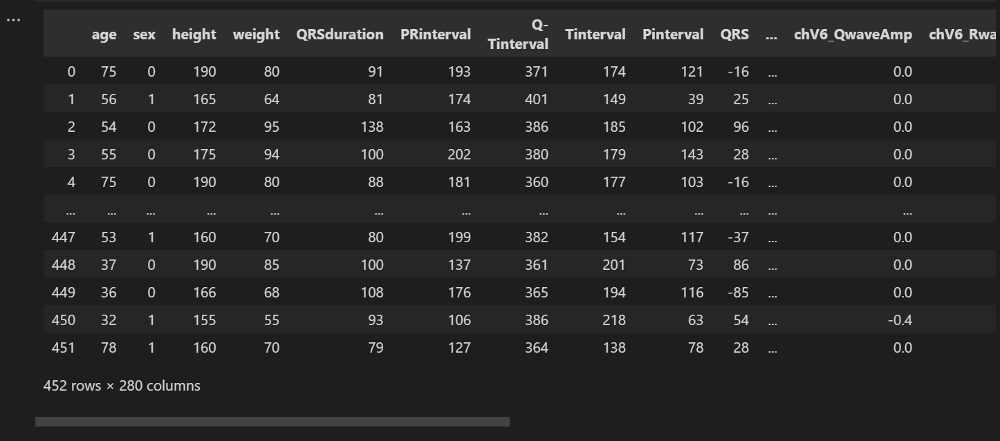 ...
age sex height weight QRSduration PRinterval Q-Tinterval Tinterval Pinterval QRS ... chV6_QwaveAmp chV6_Rwa
0 75 0 190 80 91 193 371 174 121 -16 ... 0.0
1 56 1 165 64 81 174 401 149 39 25 ... 0.0
2 54 0 172 95 138 163 386 185 102 96 ... 0.0
3 55 0 175 94 100 202 380 179 143 28 ... 0.0
4 75 0 190 80 88 181 360 177 103 -16 ... 0.0
... ... ... ... ... ... ... ... ... ... ... ... ...
447 53 1 160 70 80 199 382 154 117 -37 ... 0.0
448 37 0 190 85 100 137 361 201 73 86 ... 0.0
449 36 0 166 68 108 176 365 194 116 -85 ... 0.0
450 32 1 155 55 93 106 386 218 63 54 ... -0.4
451 78 1 160 70 79 127 364 138 78 28 ... 0.0
452 rows × 280 columns